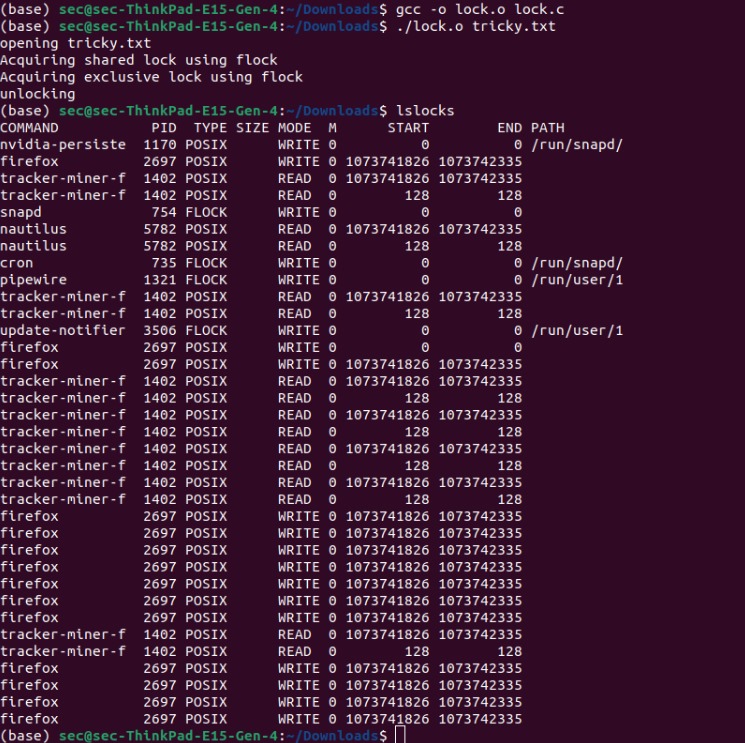 (base) sec@sec-ThinkPad-E15-Gen-4:~/Downloads$ gcc -o lock.o lock.c
(base) sec@sec-ThinkPad-E15-Gen-4:~/Downloads$ ./lock.o tricky.txt
opening tricky.txt
Acquiring shared lock using flock
Acquiring exclusive lock using flock
unlocking
(base) sec@sec-ThinkPad-E15-Gen-4:~/Downloads$ lslocks
COMMAND           PID  TYPE SIZE MODE  M      START        END PATH
nvidia-persiste  1170 POSIX      WRITE 0          0          0 /run/snapd/
firefox          2697 POSIX      WRITE 0 1073741826 1073742335
tracker-miner-f  1402 POSIX      READ  0 1073741826 1073742335
tracker-miner-f  1402 POSIX      READ  0        128        128
snapd             754 FLOCK      WRITE 0          0          0
nautilus         5782 POSIX      READ  0 1073741826 1073742335
nautilus         5782 POSIX      READ  0        128        128
cron              735 FLOCK      WRITE 0          0          0 /run/snapd/
pipewire         1321 FLOCK      WRITE 0          0          0 /run/user/1
tracker-miner-f  1402 POSIX      READ  0 1073741826 1073742335
tracker-miner-f  1402 POSIX      READ  0        128        128
update-notifier  3506 FLOCK      WRITE 0          0          0 /run/user/1
firefox          2697 POSIX      WRITE 0          0          0
firefox          2697 POSIX      WRITE 0 1073741826 1073742335
tracker-miner-f  1402 POSIX      READ  0 1073741826 1073742335
tracker-miner-f  1402 POSIX      READ  0        128        128
tracker-miner-f  1402 POSIX      READ  0 1073741826 1073742335
tracker-miner-f  1402 POSIX      READ  0        128        128
tracker-miner-f  1402 POSIX      READ  0 1073741826 1073742335
tracker-miner-f  1402 POSIX      READ  0        128        128
tracker-miner-f  1402 POSIX      READ  0 1073741826 1073742335
tracker-miner-f  1402 POSIX      READ  0        128        128
firefox          2697 POSIX      WRITE 0 1073741826 1073742335
firefox          2697 POSIX      WRITE 0 1073741826 1073742335
firefox          2697 POSIX      WRITE 0 1073741826 1073742335
firefox          2697 POSIX      WRITE 0 1073741826 1073742335
firefox          2697 POSIX      WRITE 0 1073741826 1073742335
firefox          2697 POSIX      WRITE 0 1073741826 1073742335
firefox          2697 POSIX      WRITE 0 1073741826 1073742335
tracker-miner-f  1402 POSIX      READ  0 1073741826 1073742335
tracker-miner-f  1402 POSIX      READ  0        128        128
firefox          2697 POSIX      WRITE 0 1073741826 1073742335
firefox          2697 POSIX      WRITE 0 1073741826 1073742335
firefox          2697 POSIX      WRITE 0 1073741826 1073742335
firefox          2697 POSIX      WRITE 0 1073741826 1073742335
(base) sec@sec-ThinkPad-E15-Gen-4:~/Downloads$